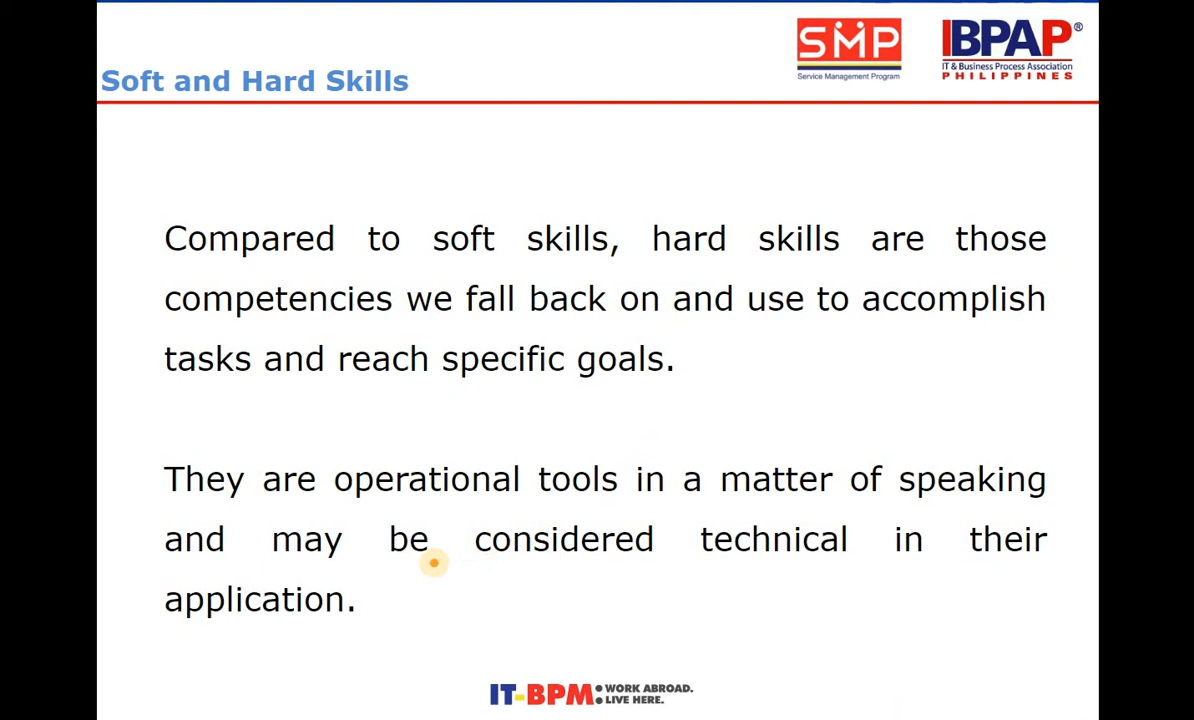 SMP
Service Management Program
IBPAP®
IT & Business Process Association
PHILIPPINES
Soft and Hard Skills
Compared to soft skills, hard skills are those
competencies we fall back on and use to accomplish
tasks and reach specific goals.
They are operational tools in a matter of speaking
and may be considered technical in their
application.
IT-BPM: WORK ABROAD.
LIVE HERE.